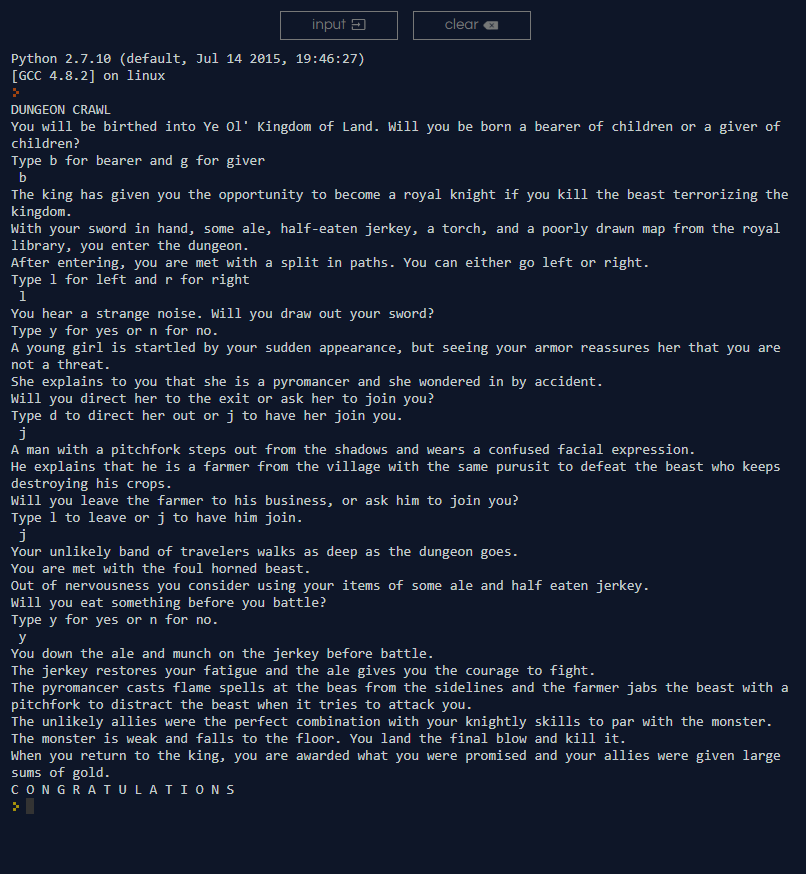 input
clear
Python 2.7.10 (default, Jul 14 2015, 19:46:27)
[GCC 4.8.2] on linux
>
DUNGEON CRAWL
You will be birthed into Ye Ol' Kingdom of Land. Will you be born a bearer of children or a giver of
children?
Type b for bearer and g for giver
b
The king has given you the opportunity to become a royal knight if you kill the beast terrorizing the
kingdom.
With your sword in hand, some ale, half-eaten jerkey, a torch, and a poorly drawn map from the royal
library, you enter the dungeon.
After entering, you are met with a split in paths. You can either go left or right.
Type l for left and r for right
l
You hear a strange noise. Will you draw out your sword?
Type y for yes or n for no.
A young girl is startled by your sudden appearance, but seeing your armor reassures her that you are
not a threat.
She explains to you that she is a pyromancer and she wondered in by accident.
Will you direct her to the exit or ask her to join you?
Type d to direct her out or j to have her join you.
j
A man with a pitchfork steps out from the shadows and wears a confused facial expression.
He explains that he is a farmer from the village with the same purusit to defeat the beast who keeps
destroying his crops.
Will you leave the farmer to his business, or ask him to join you?
Type l to leave or j to have him join.
j
Your unlikely band of travelers walks as deep as the dungeon goes.
You are met with the foul horned beast.
Out of nervousness you consider using your items of some ale and half eaten jerkey.
Will you eat something before you battle?
Type y for yes or n for no.
y
You down the ale and munch on the jerkey before battle.
The jerkey restores your fatigue and the ale gives you the courage to fight.
The pyromancer casts flame spells at the beas from the sidelines and the farmer jabs the beast with a
pitchfork to distract the beast when it tries to attack you.
The unlikely allies were the perfect combination with your knightly skills to par with the monster.
The monster is weak and falls to the floor. You land the final blow and kill it.
When you return to the king, you are awarded what you were promised and your allies were given large
sums of gold.
C O N G R A T U L A T I O N S
>